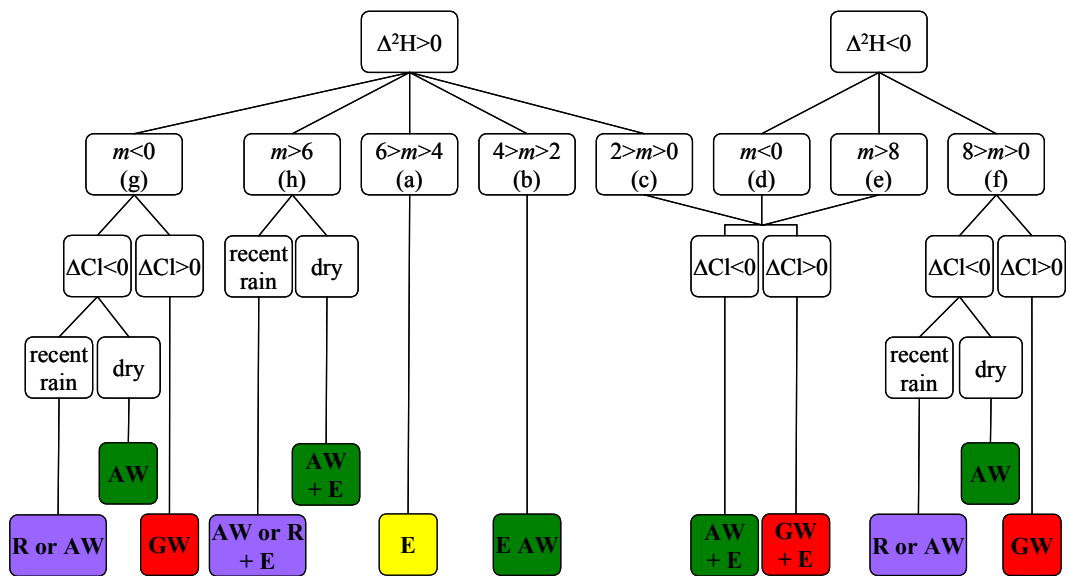 Δ²H>0
Δ²H<0
m<0
(g)
m>6
(h)
6>m>4
(a)
4>m>2
(b)
2>m>0
(c)
m<0
(d)
m>8
(e)
8>m>0
(f)
ΔCl<0
ΔCl>0
recent
rain
dry
ΔCl<0
ΔCl>0
ΔCl<0
ΔCl>0
recent
rain
dry
recent
rain
dry
AW
AW
+ E
AW
R or AW
GW
AW or R
+ E
E
E AW
AW
+ E
GW
+ E
R or AW
GW